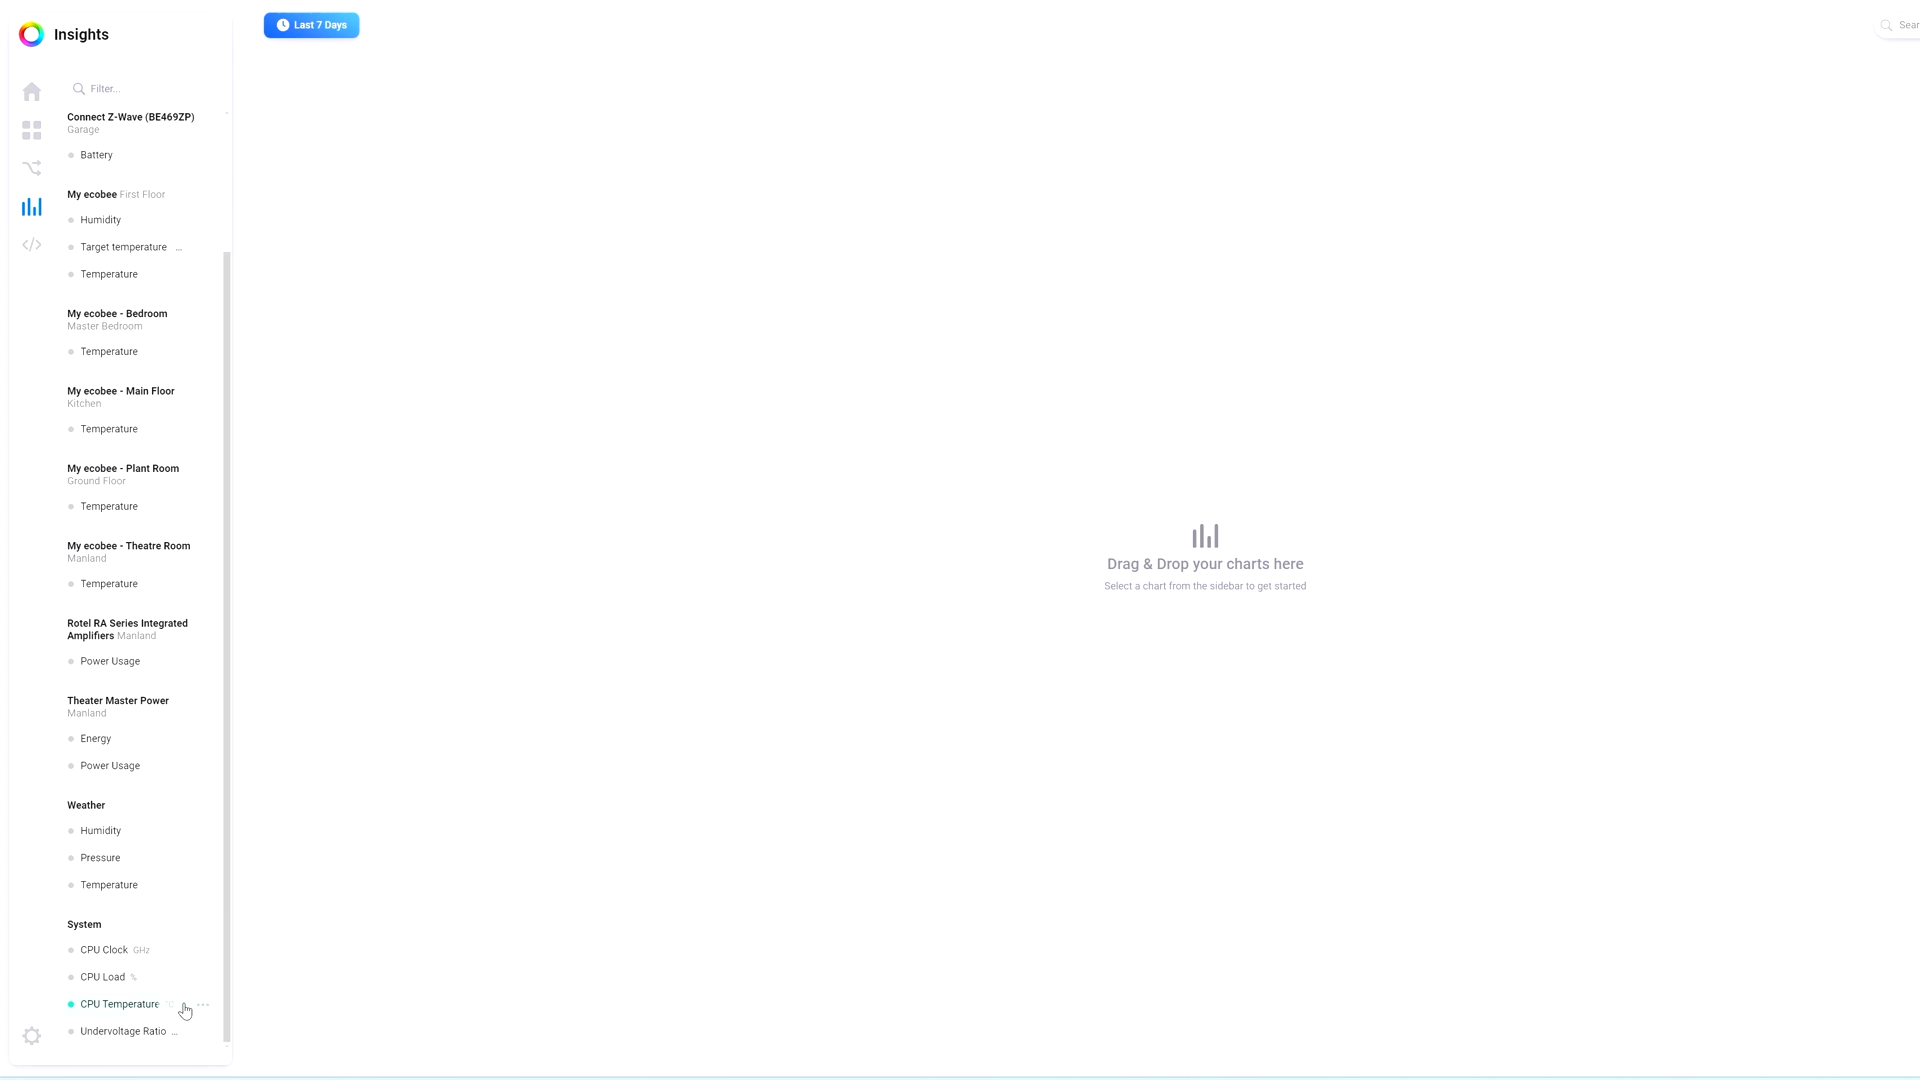 Insights
Last 7 Days
Filter...
Connect Z-Wave (BE469ZP)
Garage
Battery
My ecobee First Floor
Humidity
Target temperature ...
Temperature
My ecobee - Bedroom
Master Bedroom
Temperature
My ecobee - Main Floor
Kitchen
Temperature
My ecobee - Plant Room
Ground Floor
Temperature
My ecobee - Theatre Room
Manland
Temperature
Rotel RA Series Integrated
Amplifiers Manland
Power Usage
Theater Master Power
Manland
Energy
Power Usage
Weather
Humidity
Pressure
Temperature
System
CPU Clock GHz
CPU Load %
CPU Temperature °C
Undervoltage Ratio ...
Drag & Drop your charts here
Select a chart from the sidebar to get started